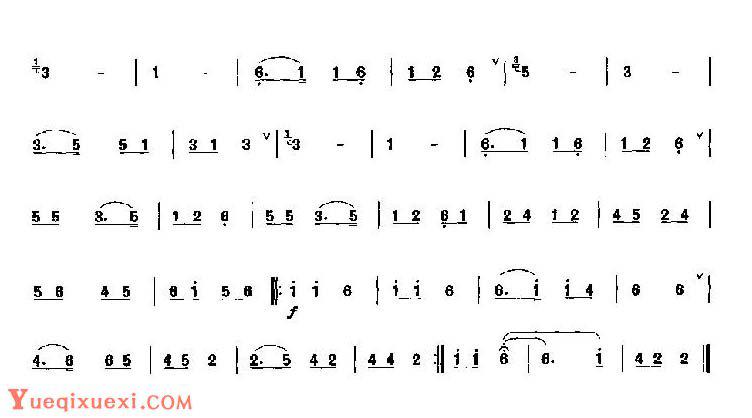 1 3 - | 1 - | 6. 1 1 6 | 1 2 6 ∨ | 3 5 - | 3 - |
3. 5 5 1 | 3 1 3 ∨ | 1 3 - | 1 - | 6. 1 1 6 | 1 2 6 ∨ |
5 5 3. 5 | 1 2 6 | 5 5 3. 5 | 1 2 6 1 | 2 4 1 2 | 4 5 2 4 |
5 6 4 5 | 6 i 5 6 ‖: i i 6 | i i 6 | 6. i i 4 | 6 6 ∨ |
f
4. 6 6 5 | 4 5 2 | 2. 5 4 2 | 4 4 2 :‖ i i 6 | 6. i | 4 2 2 ‖
Yueqixuexi.com